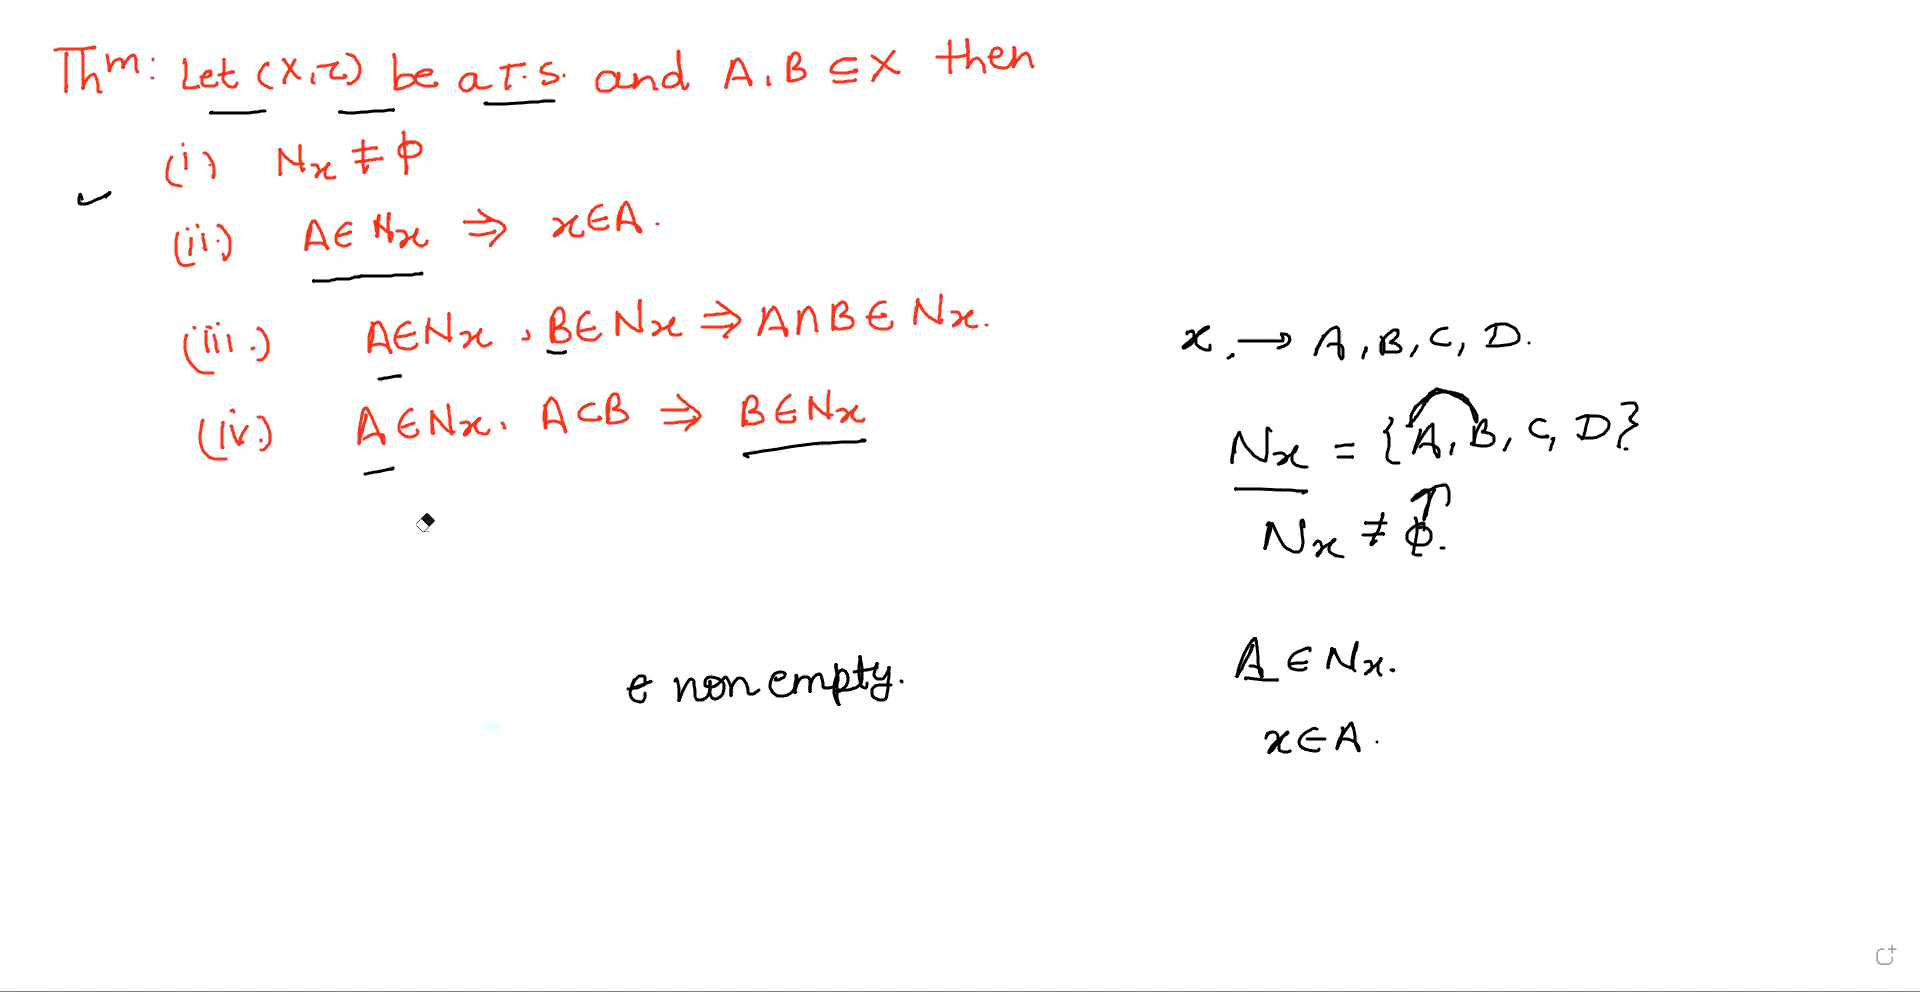 Thm: Let (X,τ) be a T.S. and A,B ⊆ X then
(i) Nx ≠ ϕ
(ii.) A ∈ Nx ⇒ x ∈ A.
(iii.) A ∈ Nx, B ∈ Nx ⇒ A ∩ B ∈ Nx.
(iv.) A ∈ Nx, A ⊂ B ⇒ B ∈ Nx
x. → A, B, C, D.
Nx = {A, B, C, D}
Nx ≠ ϕ.
A ∈ Nx.
e non empty.
x ∈ A.